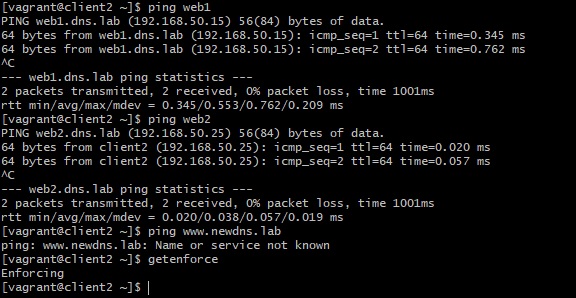 [vagrant@client2 ~]$ ping web1
PING web1.dns.lab (192.168.50.15) 56(84) bytes of data.
64 bytes from web1.dns.lab (192.168.50.15): icmp_seq=1 ttl=64 time=0.345 ms
64 bytes from web1.dns.lab (192.168.50.15): icmp_seq=2 ttl=64 time=0.762 ms
^C
--- web1.dns.lab ping statistics ---
2 packets transmitted, 2 received, 0% packet loss, time 1001ms
rtt min/avg/max/mdev = 0.345/0.553/0.762/0.209 ms
[vagrant@client2 ~]$ ping web2
PING web2.dns.lab (192.168.50.25) 56(84) bytes of data.
64 bytes from client2 (192.168.50.25): icmp_seq=1 ttl=64 time=0.020 ms
64 bytes from client2 (192.168.50.25): icmp_seq=2 ttl=64 time=0.057 ms
^C
--- web2.dns.lab ping statistics ---
2 packets transmitted, 2 received, 0% packet loss, time 1001ms
rtt min/avg/max/mdev = 0.020/0.038/0.057/0.019 ms
[vagrant@client2 ~]$ ping www.newdns.lab
ping: www.newdns.lab: Name or service not known
[vagrant@client2 ~]$ getenforce
Enforcing
[vagrant@client2 ~]$